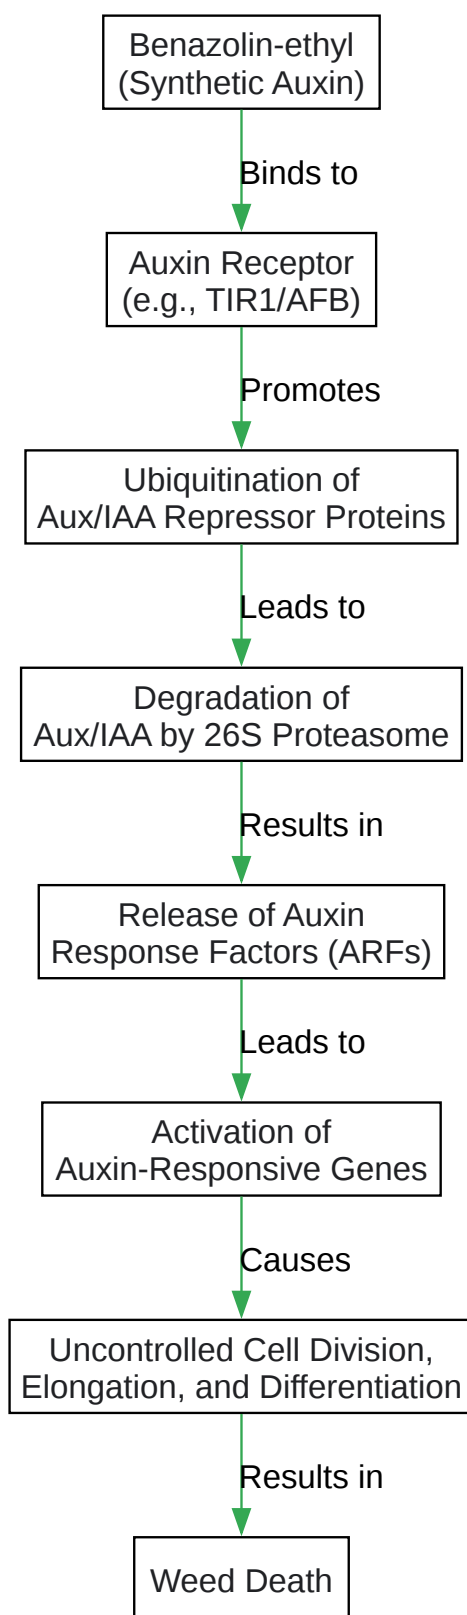 Benazolin-ethyl
(Synthetic Auxin)
Binds to
Auxin Receptor
(e.g., TIR1/AFB)
Promotes
Ubiquitination of
Aux/IAA Repressor Proteins
Leads to
Degradation of
Aux/IAA by 26S Proteasome
Results in
Release of Auxin
Response Factors (ARFs)
Leads to
Activation of
Auxin-Responsive Genes
Causes
Uncontrolled Cell Division,
Elongation, and Differentiation
Results in
Weed Death